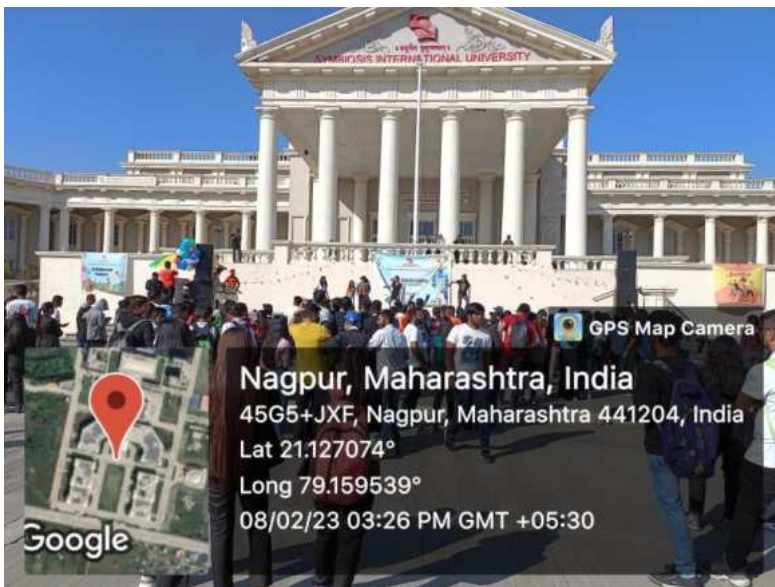 SYMBIOSIS INTERNATIONAL UNIVERSITY
GPS Map Camera
Nagpur, Maharashtra, India
45G5+JXF, Nagpur, Maharashtra 441204, India
Lat 21.127074°
Long 79.159539°
08/02/23 03:26 PM GMT +05:30
Google